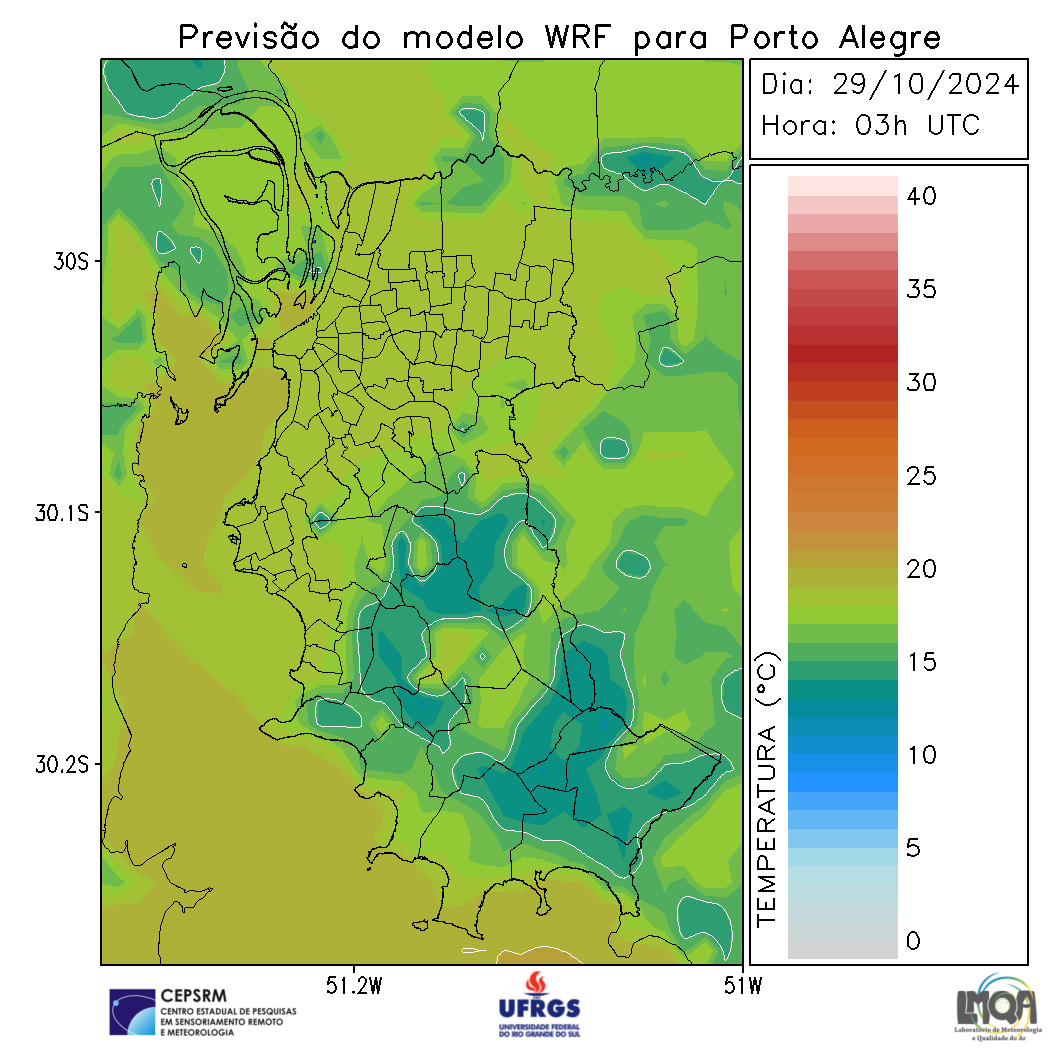 Previsão do modelo WRF para Porto Alegre
Dia: 29/10/2024
Hora: 03h UTC
40
35
30
25
20
15
10
5
0
TEMPERATURA (°C)
30S
30.1S
30.2S
51.2W
51W
CEPSRM
CENTRO ESTADUAL DE PESQUISAS
EM SENSORIAMENTO REMOTO
E METEOROLOGIA
UFRGS
UNIVERSIDADE FEDERAL
DO RIO GRANDE DO SUL
LMQA
Laboratório de Meteorologia
e Qualidade do Ar